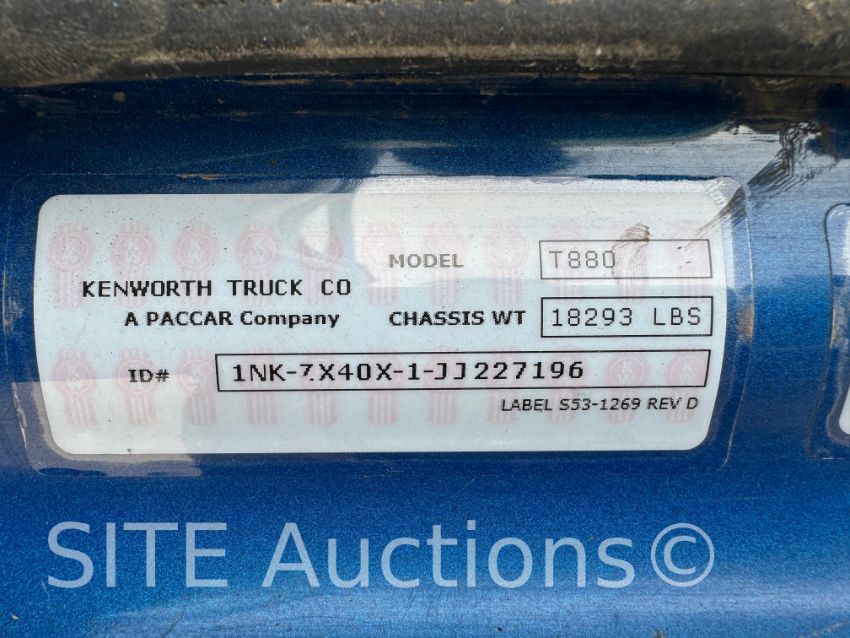 MODEL T880
KENWORTH TRUCK CO
A PACCAR Company CHASSIS WT 18293 LBS
ID# 1NK-ZX40X-1-JJ227196
LABEL S53-1269 REV D
SITE Auctions©